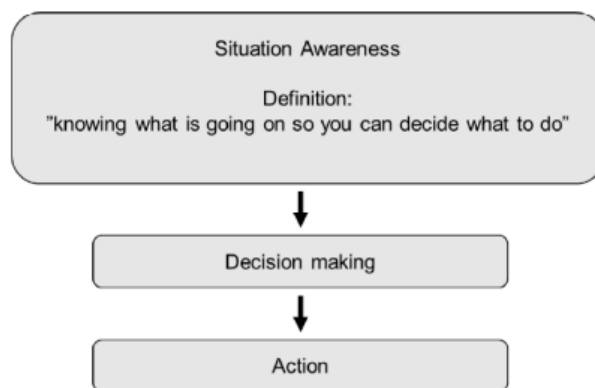 Situation Awareness
Definition:
”knowing what is going on so you can decide what to do”
Decision making
Action